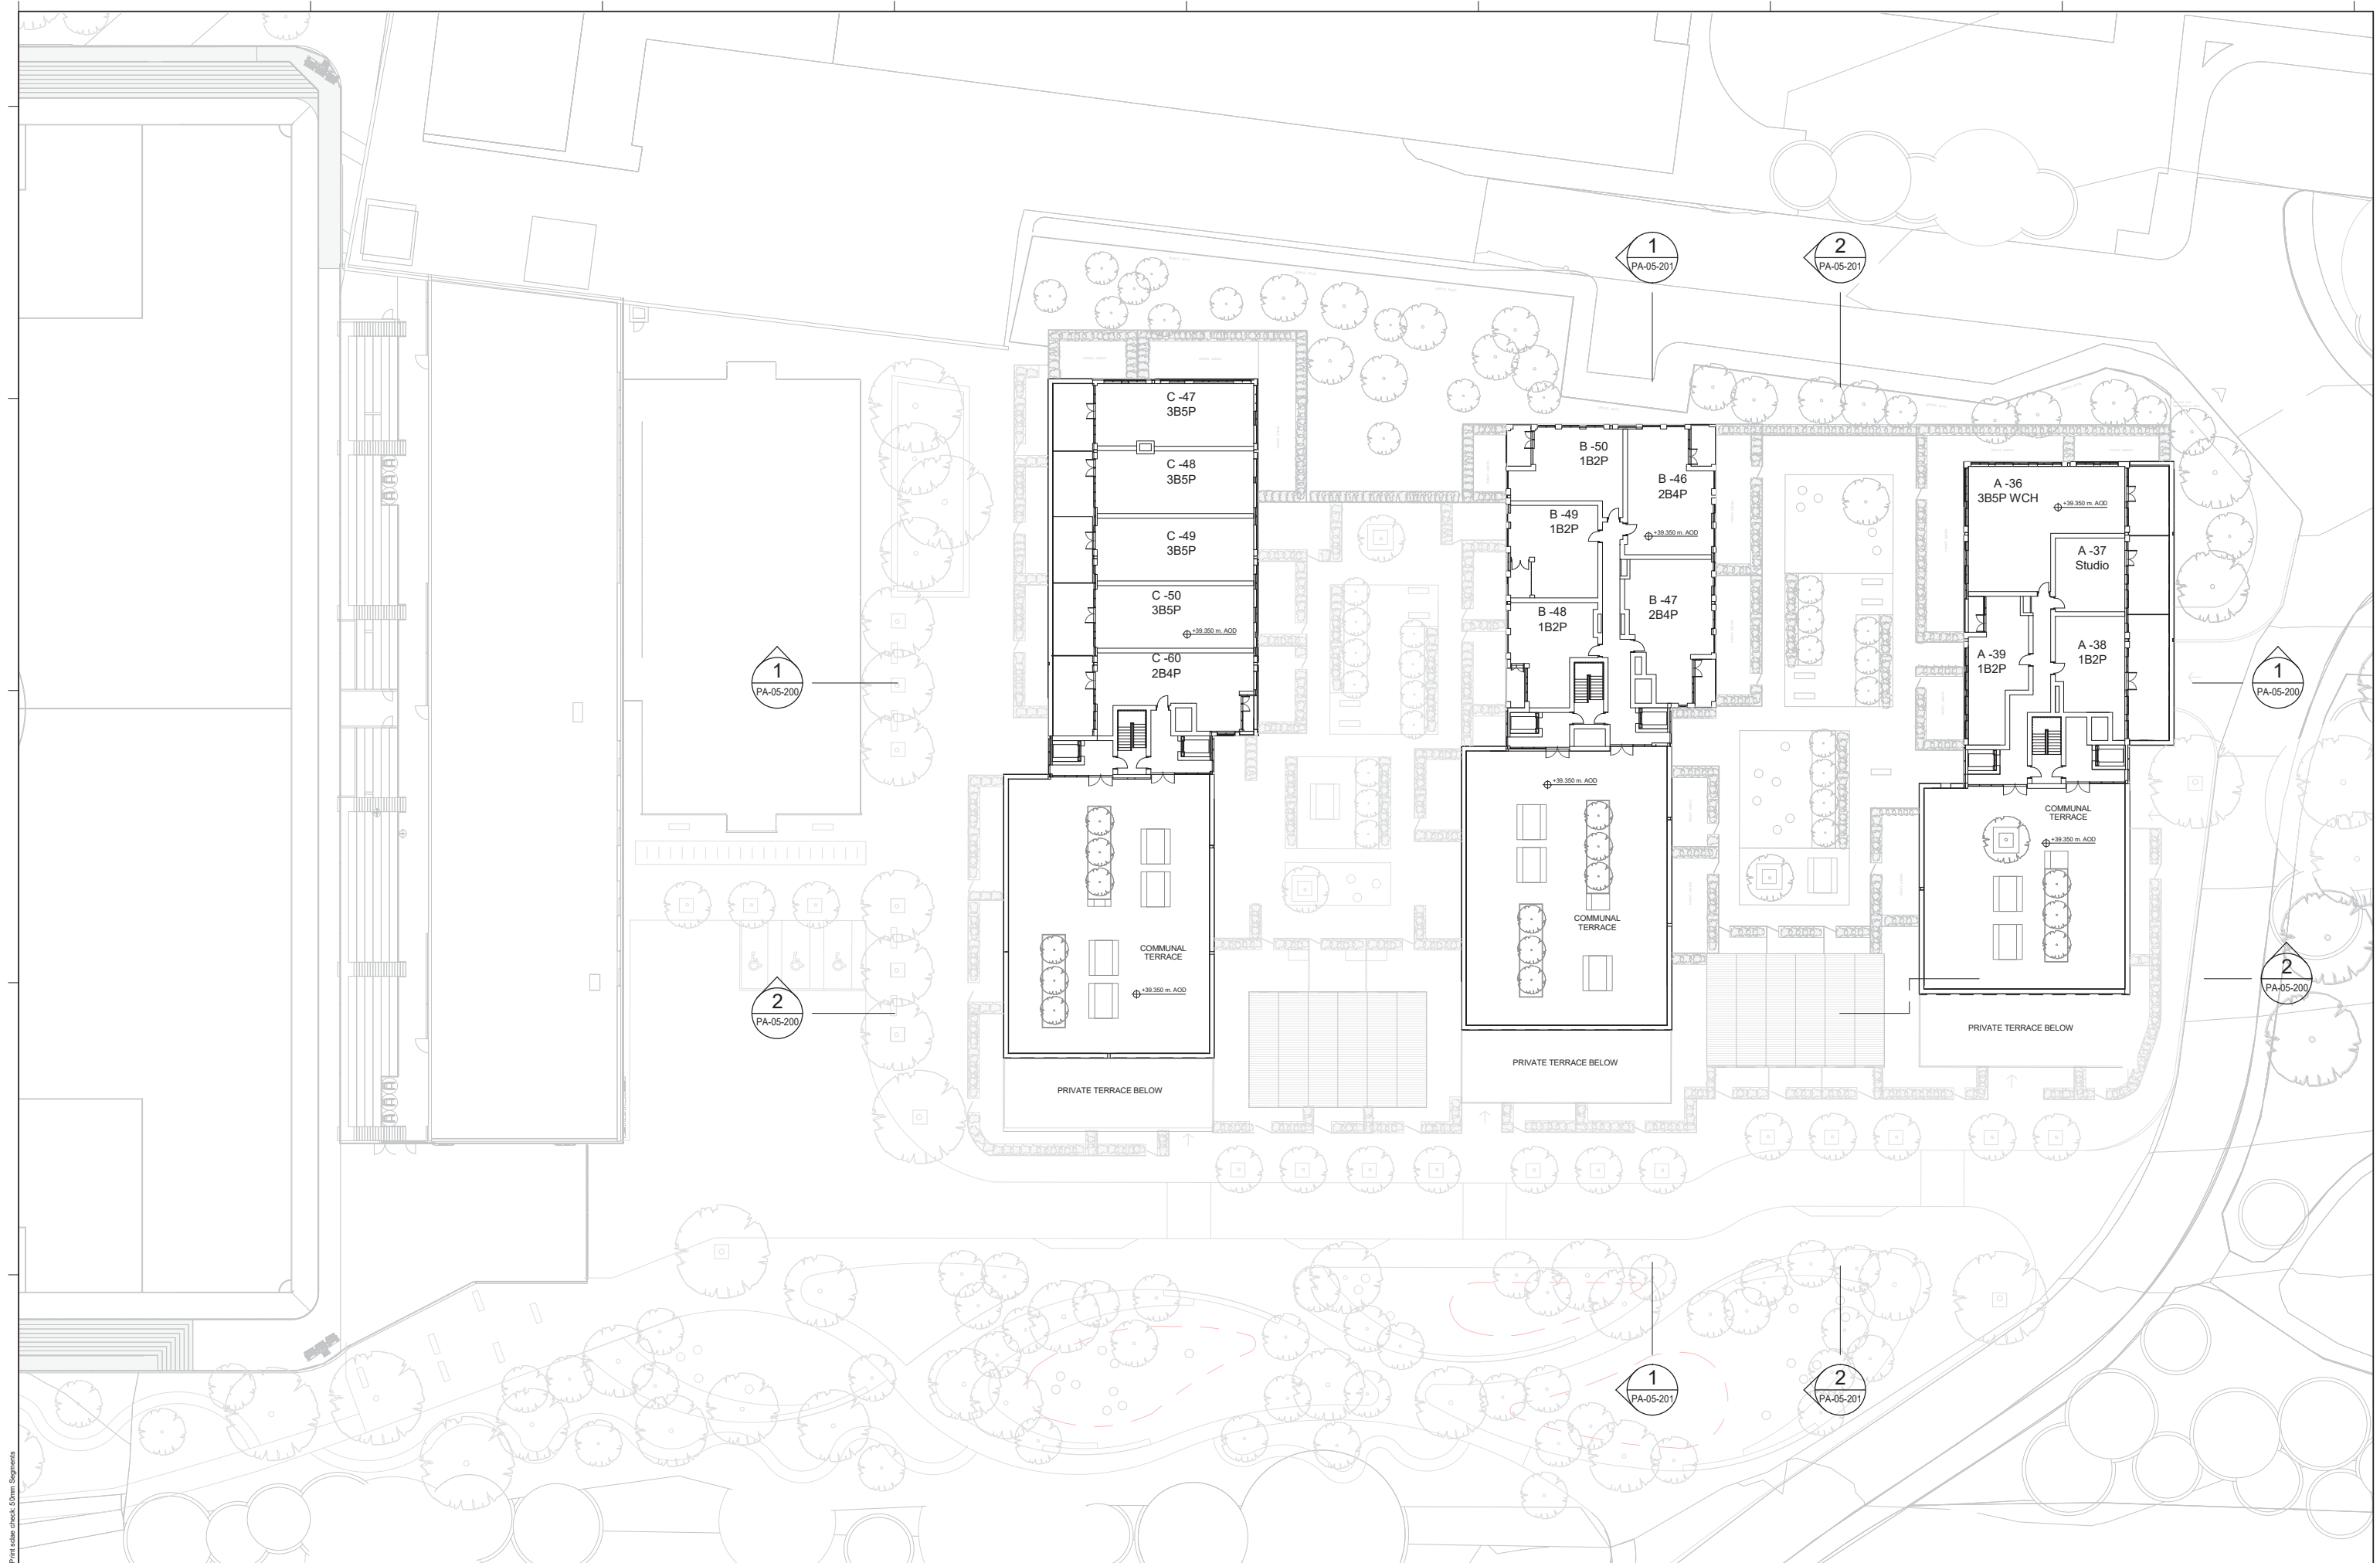 1
PA-05-201
2
PA-05-201
C -47
3B5P
C -48
3B5P
C -49
3B5P
C -50
3B5P
+39.350 m. AOD
C -60
2B4P
B -50
1B2P
B -46
2B4P
+39.350 m. AOD
B -49
1B2P
B -48
1B2P
B -47
2B4P
A -36
3B5P WCH
+39.350 m. AOD
A -37
Studio
A -38
1B2P
A -39
1B2P
1
PA-05-200
1
PA-05-200
+39.350 m. AOD
COMMUNAL
TERRACE
+39.350 m. AOD
COMMUNAL
TERRACE
COMMUNAL
TERRACE
+39.350 m. AOD
2
PA-05-200
2
PA-05-200
PRIVATE TERRACE BELOW
PRIVATE TERRACE BELOW
PRIVATE TERRACE BELOW
1
PA-05-201
2
PA-05-201
Print sdae check: 50mm Segments